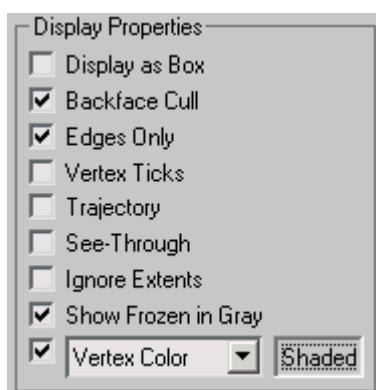 Display Properties
Display as Box
Backface Cull
Edges Only
Vertex Ticks
Trajectory
See-Through
Ignore Extents
Show Frozen in Gray
Vertex Color Shaded